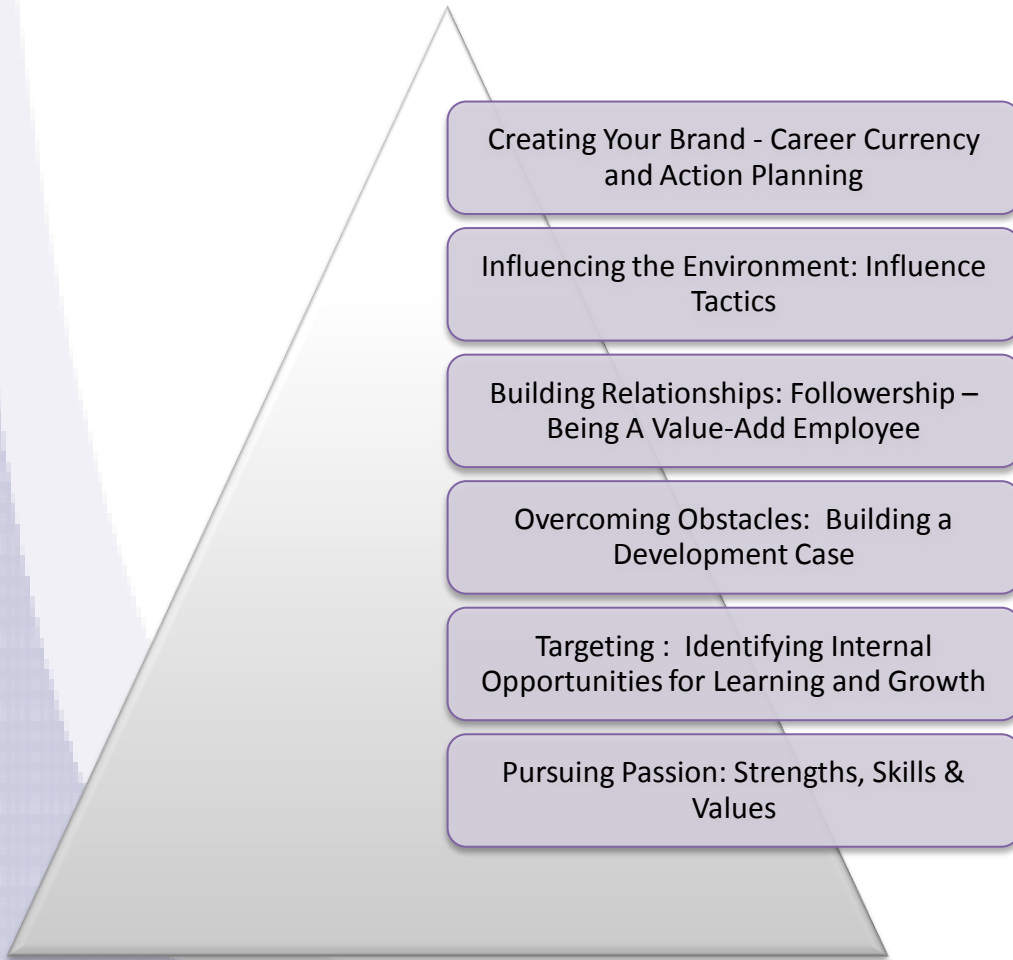 Creating Your Brand - Career Currency
and Action Planning
Influencing the Environment: Influence
Tactics
Building Relationships: Followership –
Being A Value-Add Employee
Overcoming Obstacles:  Building a
Development Case
Targeting :  Identifying Internal
Opportunities for Learning and Growth
Pursuing Passion: Strengths, Skills &
Values